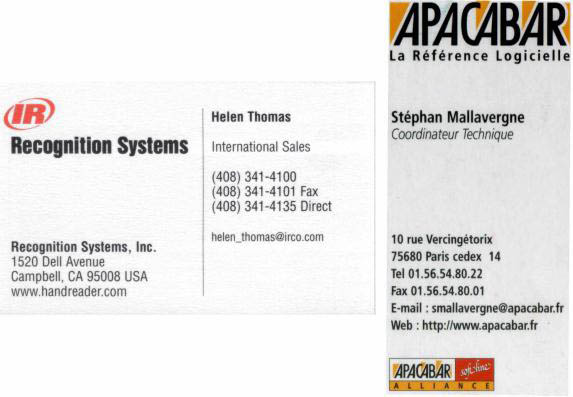 IR
Recognition Systems
Recognition Systems, Inc.
1520 Dell Avenue
Campbell, CA 95008 USA
www.handreader.com
Helen Thomas
International Sales
(408) 341-4100
(408) 341-4101 Fax
(408) 341-4135 Direct
helen_thomas@irco.com
APACABAR
La Référence Logicielle
Stéphan Mallavergne
Coordinateur Technique
10 rue Vercingétorix
75680 Paris cedex 14
Tel 01.56.54.80.22
Fax 01.56.54.80.01
E-mail : smallavergne@apacabar.fr
Web : http://www.apacabar.fr
APACABAR soft-line
ALLIANCE